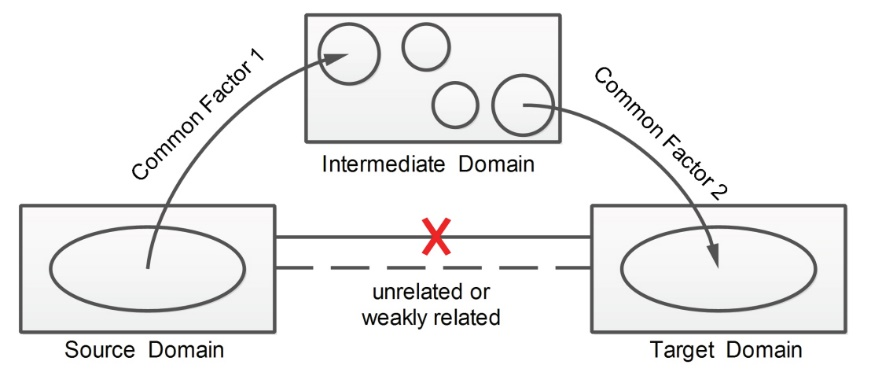 Common Factor 1
Common Factor 2
Intermediate Domain
unrelated or
weakly related
Source Domain
Target Domain